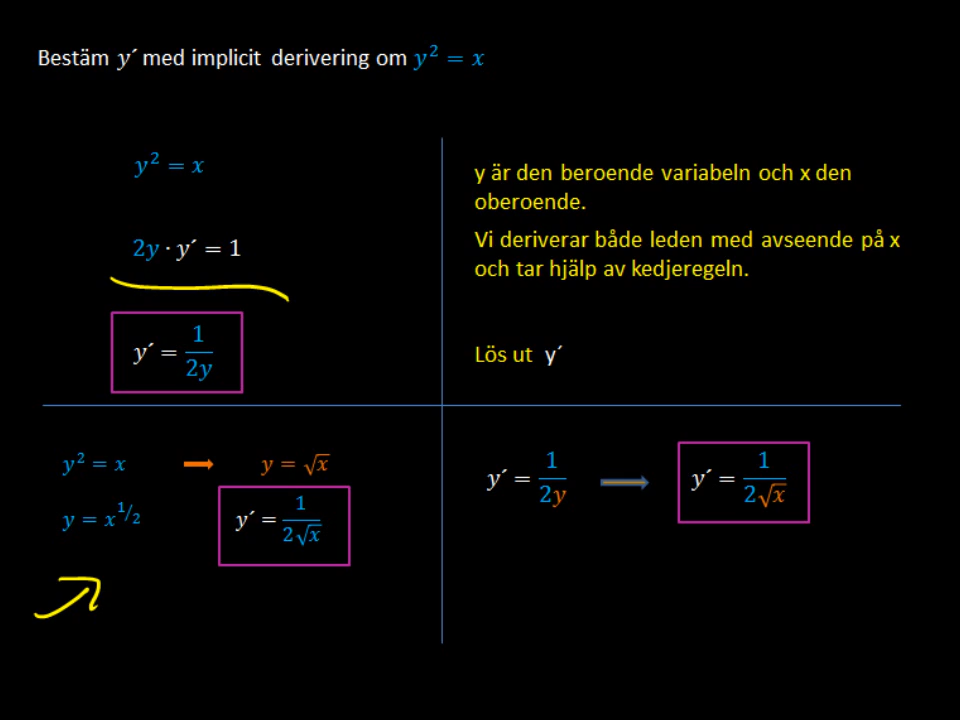 Bestäm y´ med implicit derivering om y² = x
y² = x
2y · y´ = 1
y´ = 1/2y
y är den beroende variabeln och x den
oberoende.
Vi deriverar både leden med avseende på x
och tar hjälp av kedjeregeln.
Lös ut y´
y² = x → y = √x
y = x^1/2
y´ = 1/2√x
y´ = 1/2y → y´ = 1/2√x